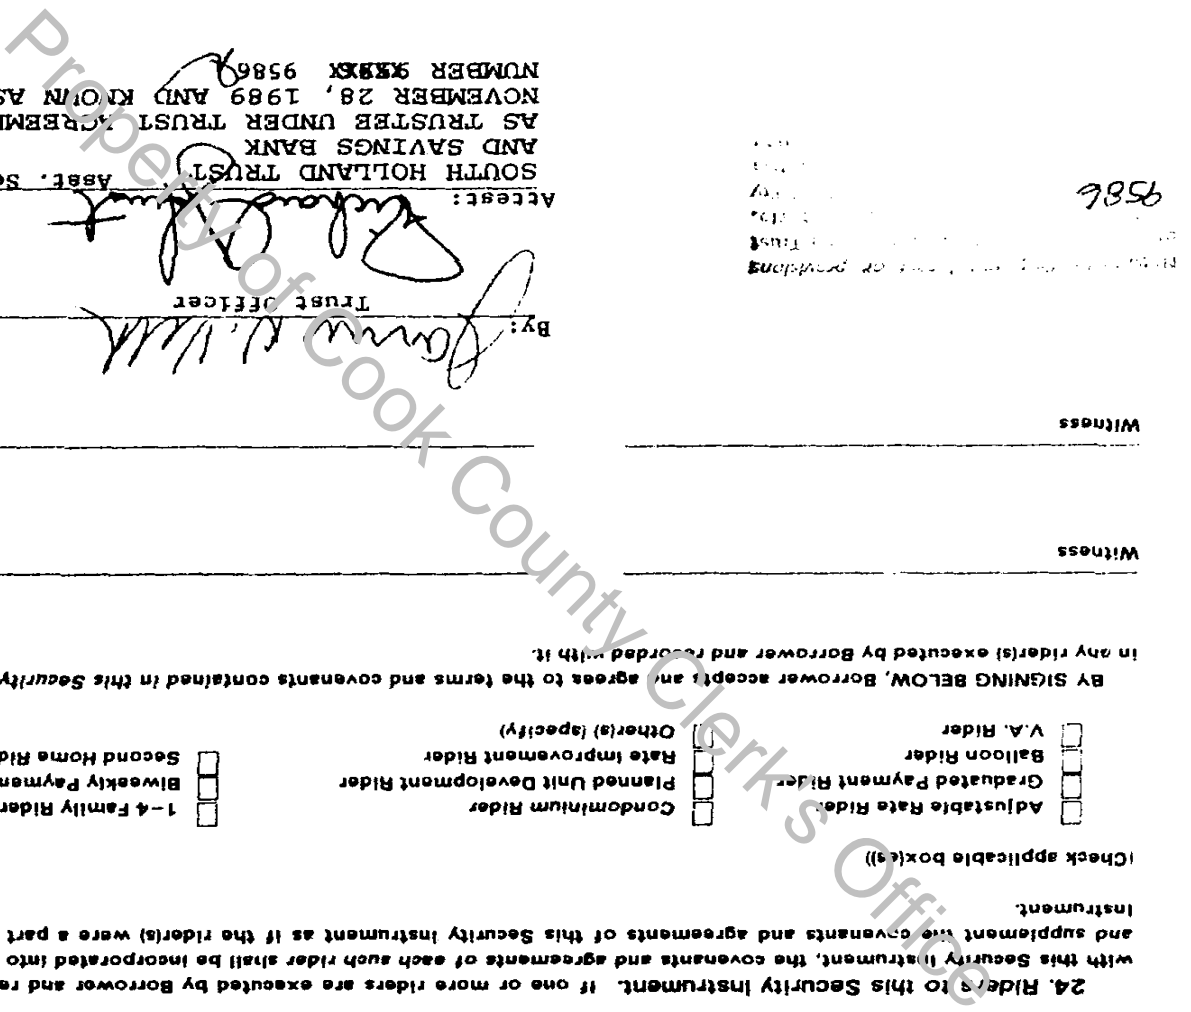 24. Riders to this Security Instrument. If one or more riders are executed by Borrower and re
with this Security Instrument, the covenants and agreements of each such rider shall be incorporated into
and supplement the covenants and agreements of this Security Instrument as if the rider(s) were a part
Instrument.
(Check applicable box(es))
Adjustable Rate Rider Condominium Rider 1-4 Family Rider
Graduated Payment Rider Planned Unit Development Rider Biweekly Paymen
Balloon Rider Rate Improvement Rider Second Home Rid
V.A. Rider Other(s) (specify)
BY SIGNING BELOW, Borrower accepts and agrees to the terms and covenants contained in this Security
in any rider(s) executed by Borrower and recorded with it.
Witness
Witness
By:
Trust Officer
provisions
Trust
9586
Attest: Asst. Se
SOUTH HOLLAND TRUST
AND SAVINGS BANK
AS TRUSTEE UNDER TRUST AGREEME
NOVEMBER 28, 1989 AND KNOWN AS
NUMBER 9586
Property of Cook County Clerk's Office